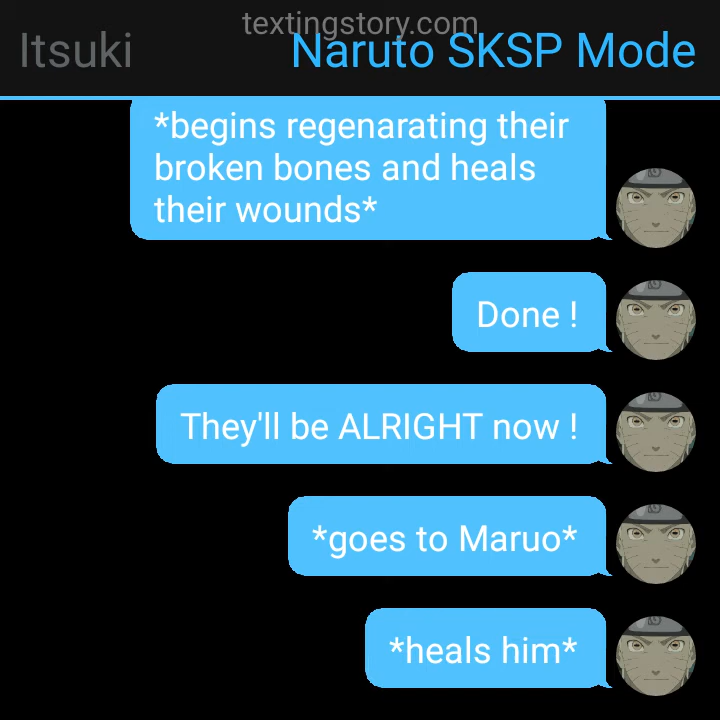 textingstory.com
Itsuki
Naruto SKSP Mode
*begins regenarating their
broken bones and heals
their wounds*
Done !
They'll be ALRIGHT now !
*goes to Maruo*
*heals him*